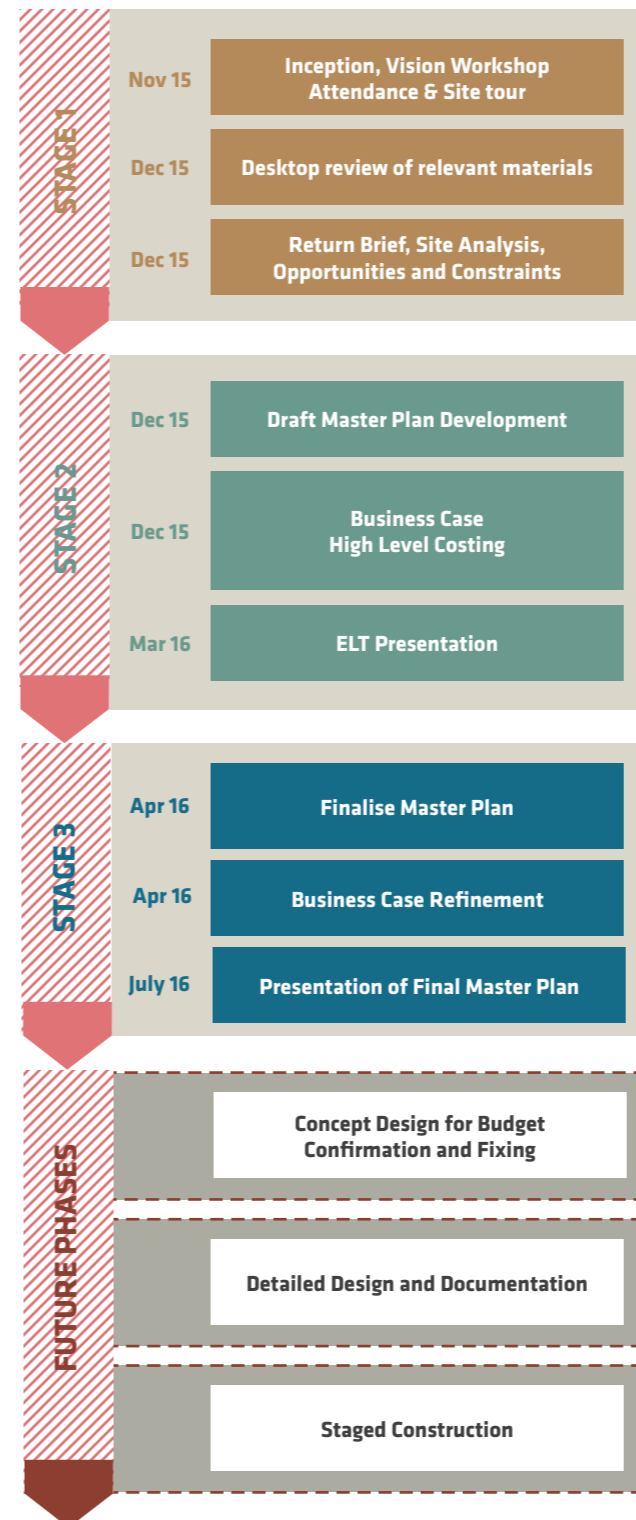 STAGE 1
Nov 15
Inception, Vision Workshop
Attendance & Site tour
Dec 15
Desktop review of relevant materials
Dec 15
Return Brief, Site Analysis,
Opportunities and Constraints
STAGE 2
Dec 15
Draft Master Plan Development
Dec 15
Business Case
High Level Costing
Mar 16
ELT Presentation
STAGE 3
Apr 16
Finalise Master Plan
Apr 16
Business Case Refinement
July 16
Presentation of Final Master Plan
FUTURE PHASES
Concept Design for Budget
Confirmation and Fixing
Detailed Design and Documentation
Staged Construction